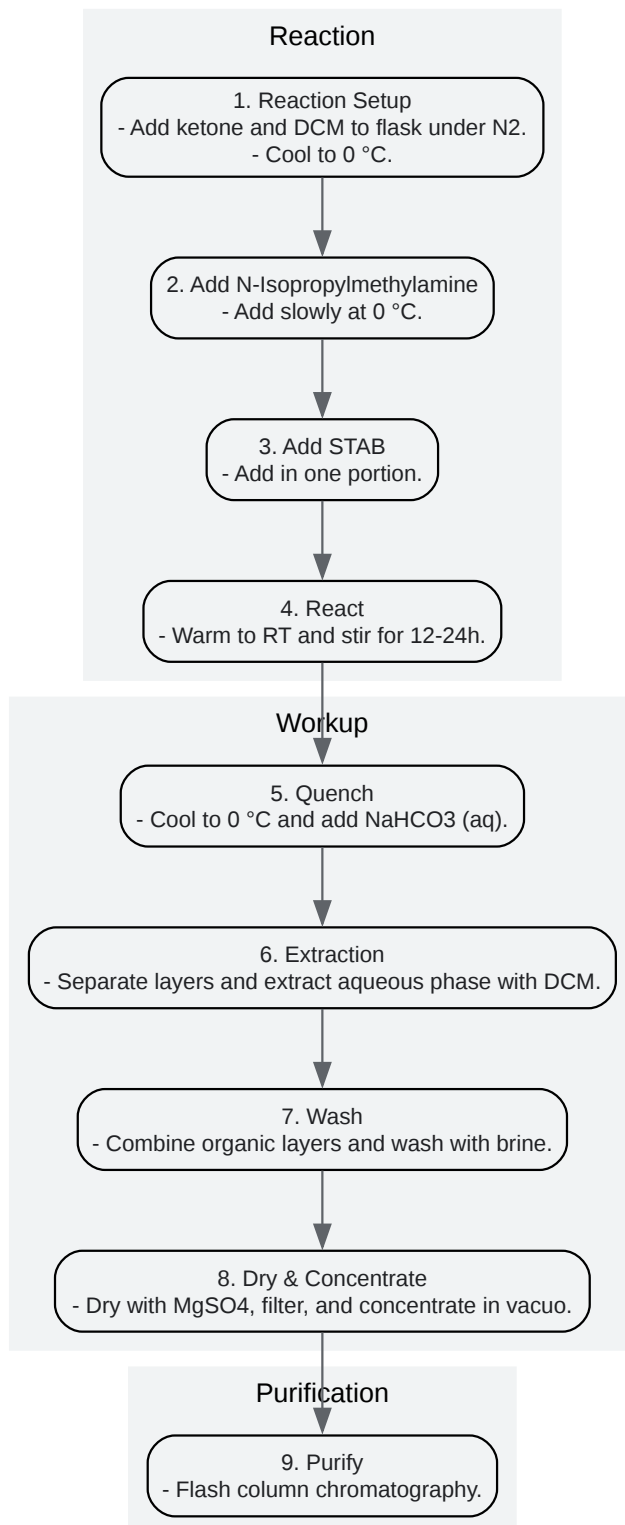 Reaction
1. Reaction Setup
- Add ketone and DCM to flask under N2.
- Cool to 0 °C.
2. Add N-Isopropylmethylamine
- Add slowly at 0 °C.
3. Add STAB
- Add in one portion.
4. React
- Warm to RT and stir for 12-24h.
Workup
5. Quench
- Cool to 0 °C and add NaHCO3 (aq).
6. Extraction
- Separate layers and extract aqueous phase with DCM.
7. Wash
- Combine organic layers and wash with brine.
8. Dry & Concentrate
- Dry with MgSO4, filter, and concentrate in vacuo.
Purification
9. Purify
- Flash column chromatography.